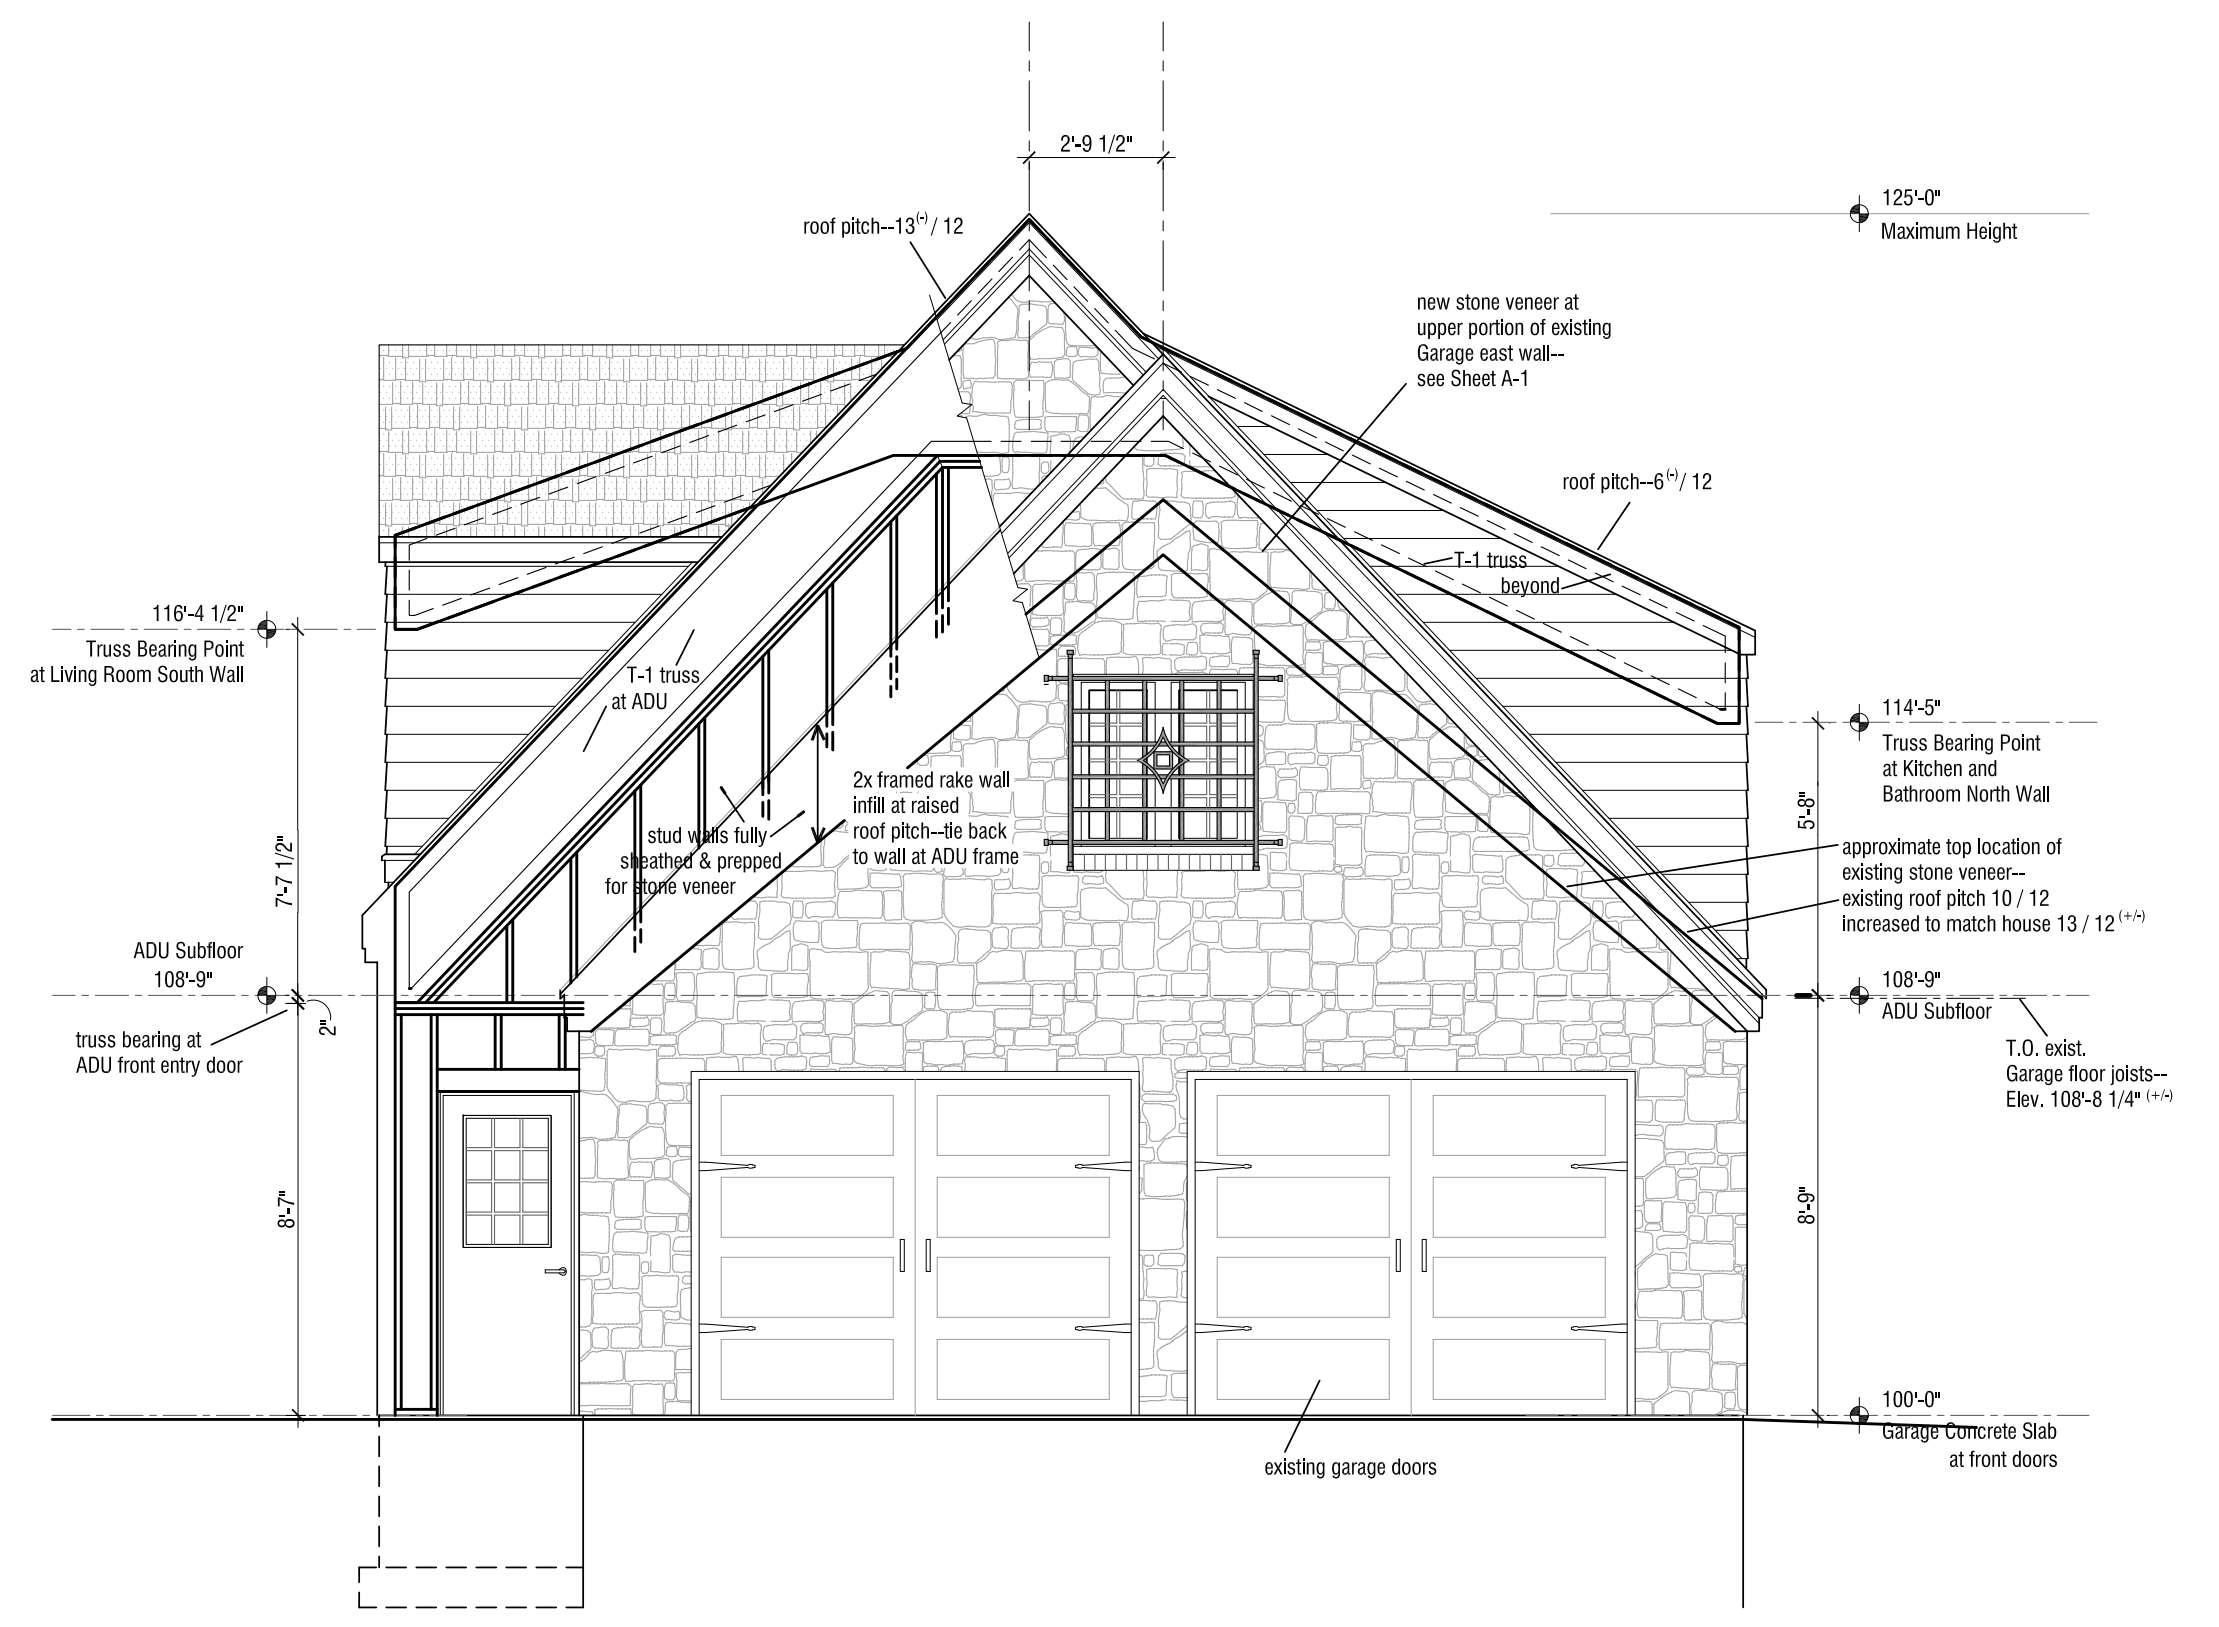 2'-9 1/2"
125'-0"
Maximum Height
roof pitch--13(-) / 12
new stone veneer at
upper portion of existing
Garage east wall--
see Sheet A-1
roof pitch--6(-) / 12
T-1 truss
beyond
116'-4 1/2"
Truss Bearing Point
at Living Room South Wall
T-1 truss
at ADU
114'-5"
Truss Bearing Point
at Kitchen and
Bathroom North Wall
5'-8"
2x framed rake wall
infill at raised
roof pitch--tie back
to wall at ADU frame
stud walls fully
sheathed & prepped
for stone veneer
7'-7 1/2"
approximate top location of
existing stone veneer--
existing roof pitch 10 / 12
increased to match house 13 / 12 (+/-)
ADU Subfloor
108'-9"
108'-9"
ADU Subfloor
2"
truss bearing at
ADU front entry door
T.O. exist.
Garage floor joists--
Elev. 108'-8 1/4" (+/-)
8'-7"
8'-9"
100'-0"
Garage Concrete Slab
at front doors
existing garage doors